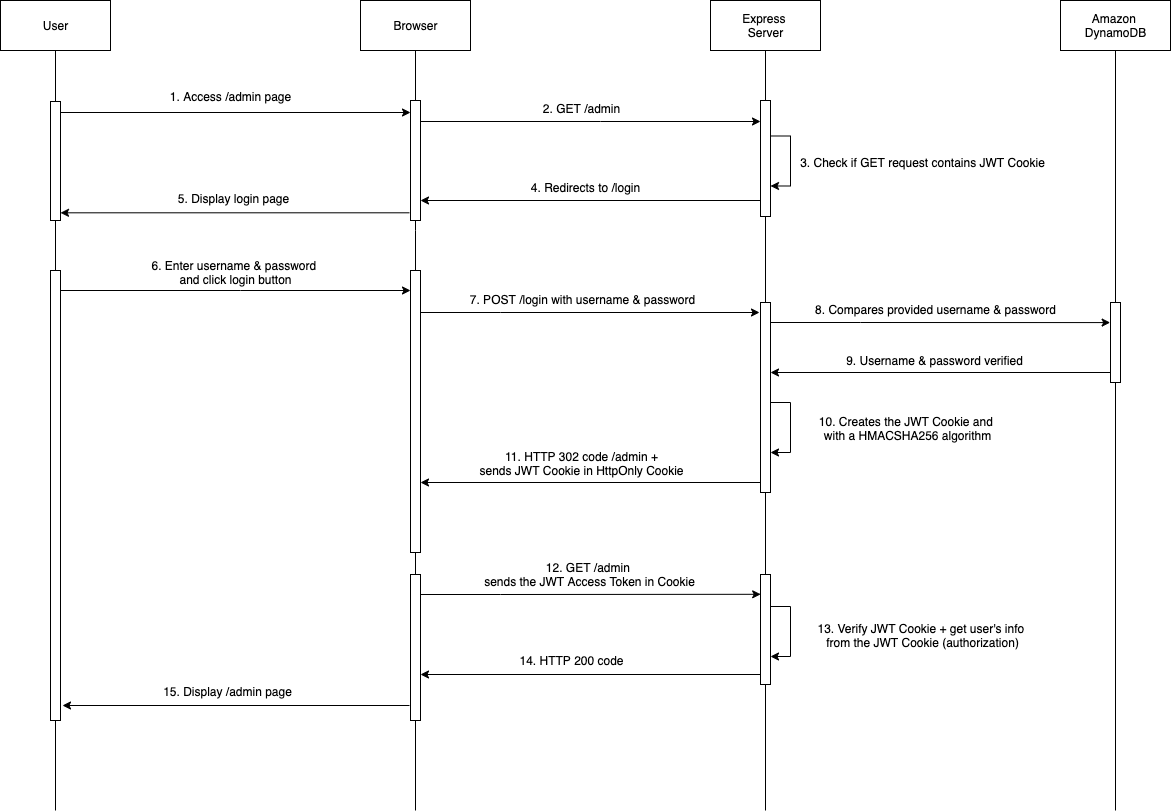 User
Browser
Express
Server
Amazon
DynamoDB
1. Access /admin page
2. GET /admin
3. Check if GET request contains JWT Cookie
4. Redirects to /login
5. Display login page
6. Enter username & password
and click login button
7. POST /login with username & password
8. Compares provided username & password
9. Username & password verified
10. Creates the JWT Cookie and
with a HMACSHA256 algorithm
11. HTTP 302 code /admin +
sends JWT Cookie in HttpOnly Cookie
12. GET /admin
sends the JWT Access Token in Cookie
13. Verify JWT Cookie + get user's info
from the JWT Cookie (authorization)
14. HTTP 200 code
15. Display /admin page